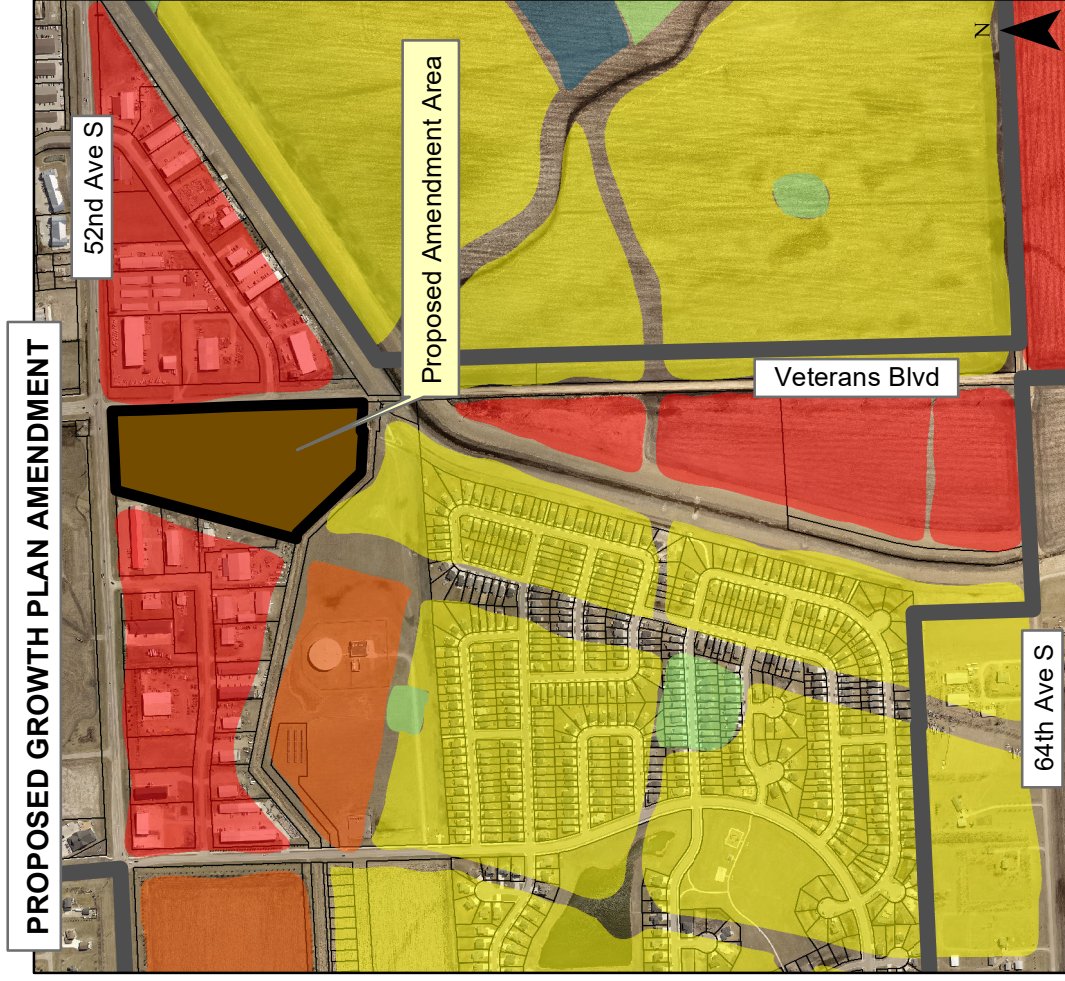 PROPOSED GROWTH PLAN AMENDMENT
52nd Ave S
Proposed Amendment Area
N
Veterans Blvd
64th Ave S